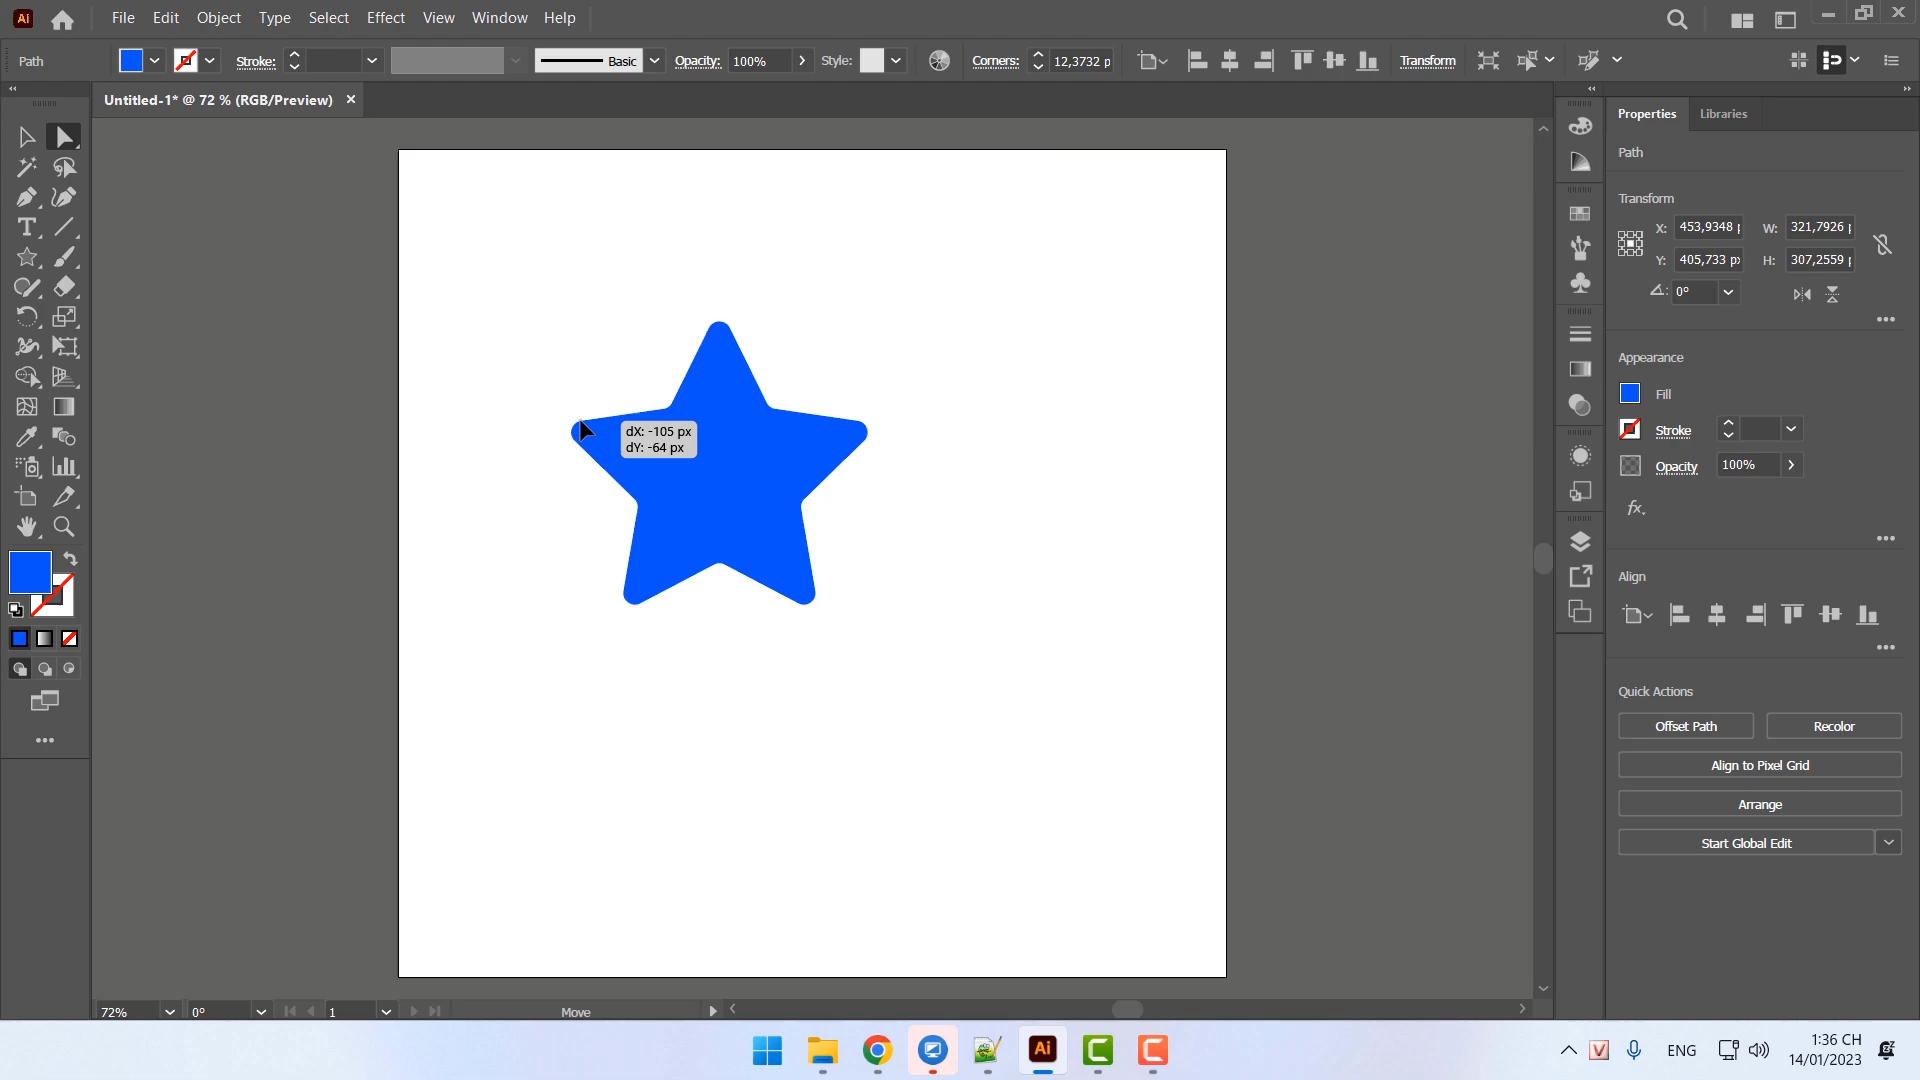 Ai File Edit Object Type Select Effect View Window Help
Path Stroke: Basic Opacity: 100% Style: Corners: 12,3732 p Transform
Untitled-1* @ 72 % (RGB/Preview) ×
Properties Libraries
Path
Transform
X: 453,9348 W: 321,7926
Y: 405,733 px H: 307,2559
0°
Appearance
Fill
Stroke
Opacity 100%
fx.
Align
Quick Actions
Offset Path Recolor
Align to Pixel Grid
Arrange
Start Global Edit
dX: -105 px
dY: -64 px
72% 0° 1 Move
Ai
ENG
1:36 CH
14/01/2023